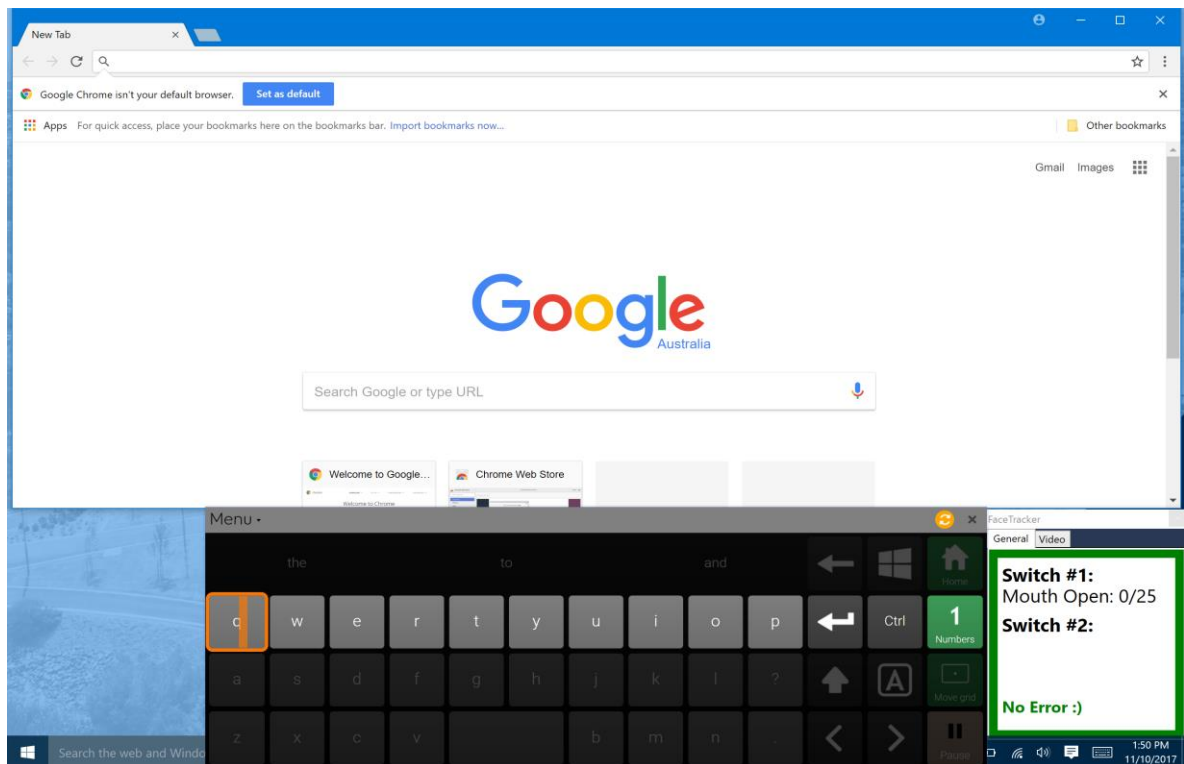 New Tab
Google Chrome isn't your default browser. Set as default
Apps For quick access, place your bookmarks here on the bookmarks bar. Import bookmarks now... Other bookmarks
Gmail Images
Google
Australia
Search Google or type URL
Welcome to Google... Chrome Web Store
Welcome to Chrome
Menu
the to and Home
q w e r t y u i o p Ctrl 1 Numbers
a s d f g h j k l ? A Move grid
z x c v b m n . Pause
FaceTracker
General Video
Switch #1:
Mouth Open: 0/25
Switch #2:
No Error :)
Search the web and Windo
1:50 PM
11/10/2017